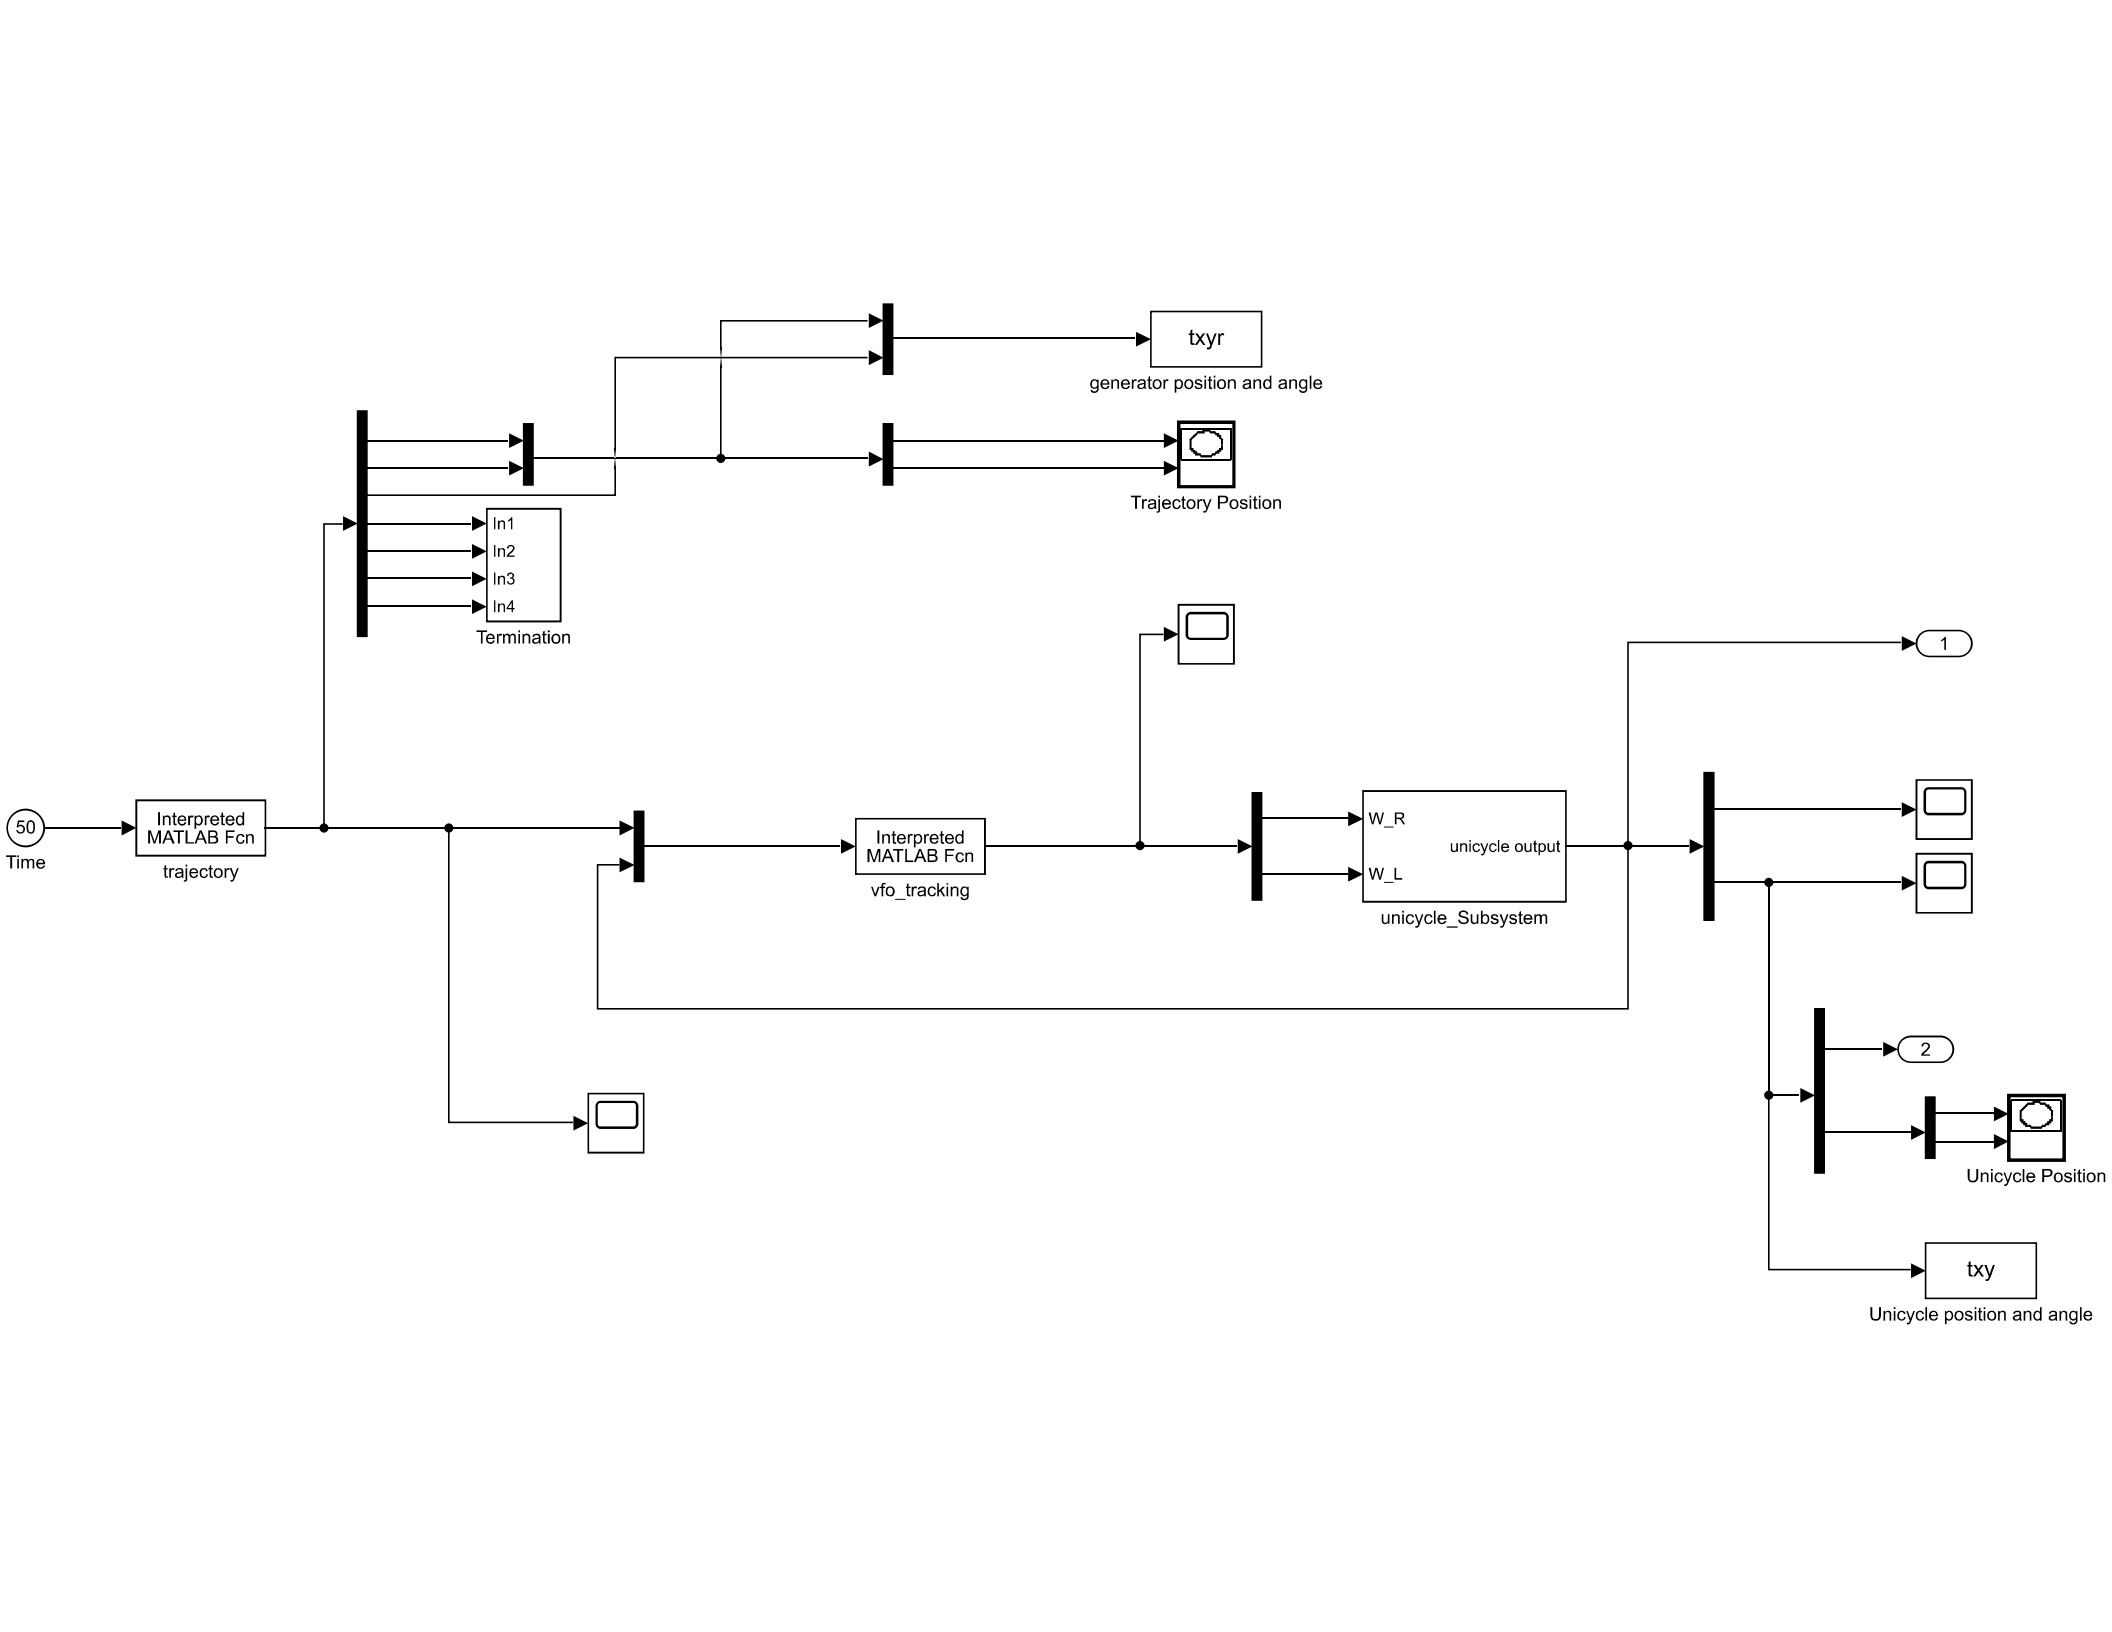 txyr
generator position and angle
Trajectory Position
In1
In2
In3
In4
Termination
1
50
Time
Interpreted
MATLAB Fcn
trajectory
Interpreted
MATLAB Fcn
vfo_tracking
W_R
unicycle output
W_L
unicycle_Subsystem
2
Unicycle Position
txy
Unicycle position and angle